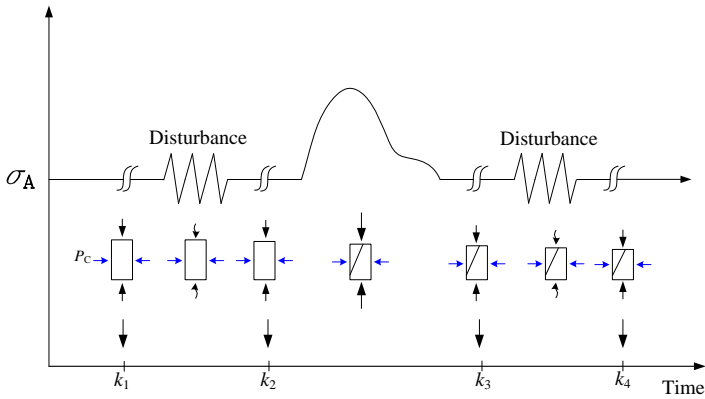 Disturbance
Disturbance
σA
PC
k1
k2
k3
k4
Time